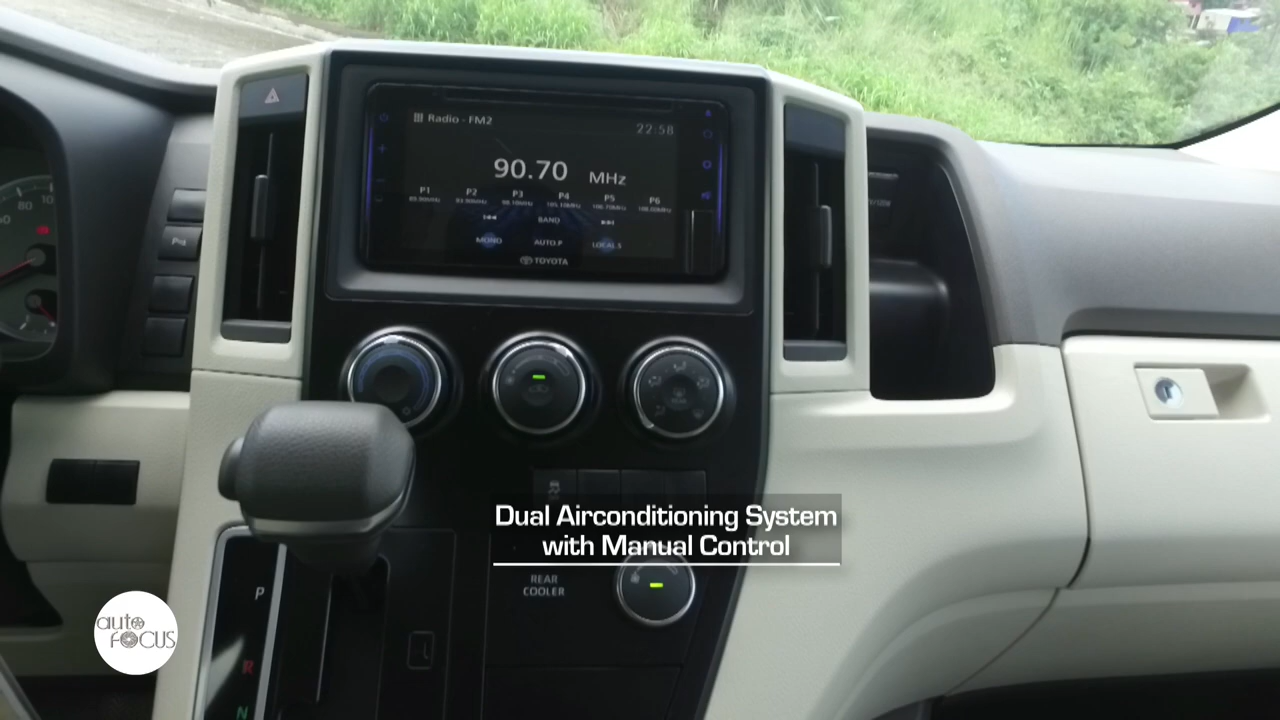 Radio - FM2
22:58
90.70 MHz
P1 P2 P3 P4 P5 P6
BAND
MONO AUTO.P LOCAL S
TOYOTA
80
Dual Airconditioning System
with Manual Control
REAR
COOLER
P
R
N
auto
FOCUS